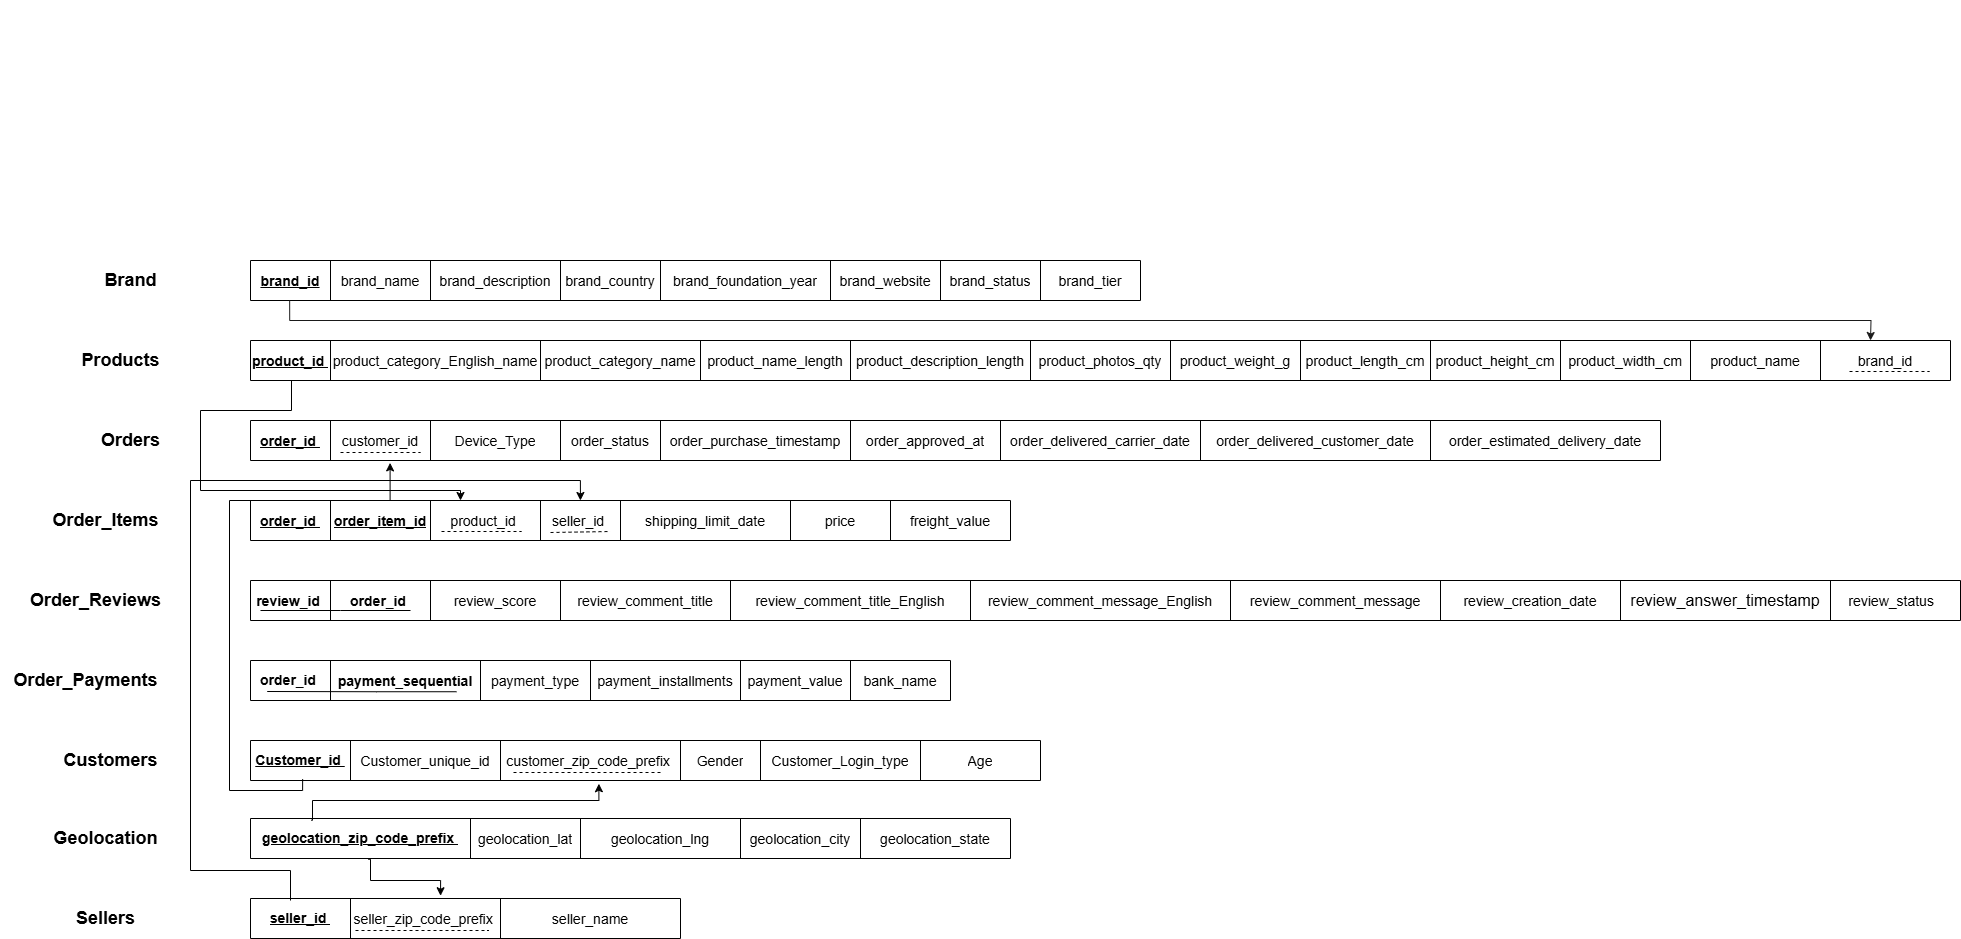 Brand brand_id brand_name brand_description brand_country brand_foundation_year brand_website brand_status brand_tier
Products product_id product_category_English_name product_category_name product_name_length product_description_length product_photos_qty product_weight_g product_length_cm product_height_cm product_width_cm product_name brand_id
Orders order_id customer_id Device_Type order_status order_purchase_timestamp order_approved_at order_delivered_carrier_date order_delivered_customer_date order_estimated_delivery_date
Order_Items order_id order_item_id product_id seller_id shipping_limit_date price freight_value
Order_Reviews review_id order_id review_score review_comment_title review_comment_title_English review_comment_message_English review_comment_message review_creation_date review_answer_timestamp review_status
Order_Payments order_id payment_sequential payment_type payment_installments payment_value bank_name
Customers Customer_id Customer_unique_id customer_zip_code_prefix Gender Customer_Login_type Age
Geolocation geolocation_zip_code_prefix geolocation_lat geolocation_lng geolocation_city geolocation_state
Sellers seller_id seller_zip_code_prefix seller_name